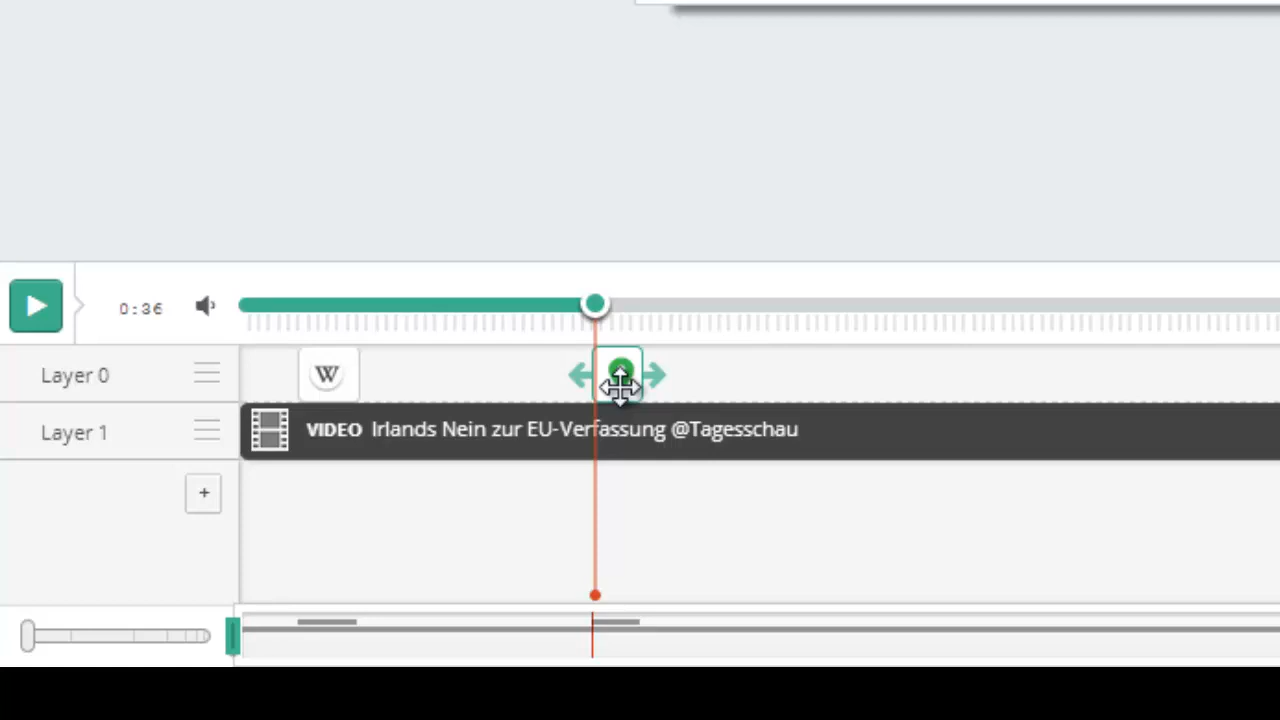 0:36
Layer 0
W
Layer 1
VIDEO Irlands Nein zur EU-Verfassung @Tagesschau
+